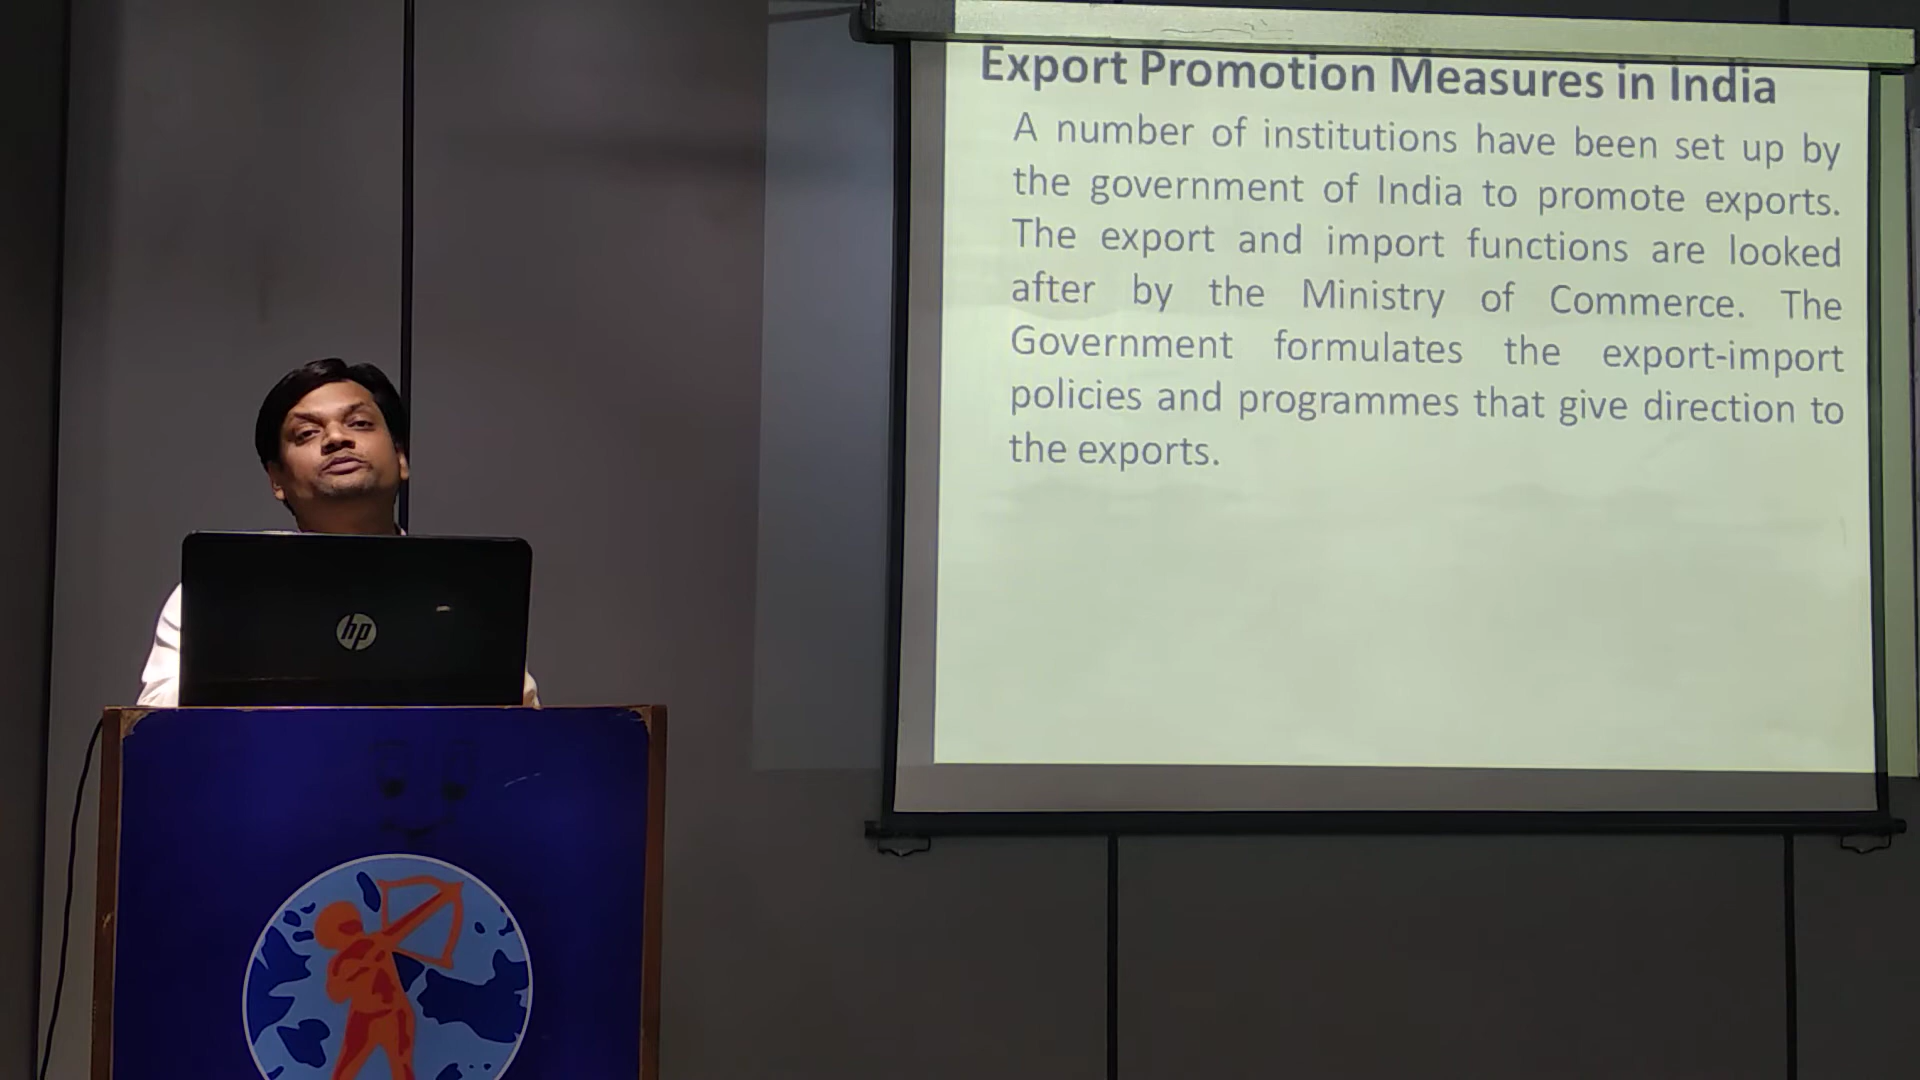 Export Promotion Measures in India
A number of institutions have been set up by
the government of India to promote exports.
The export and import functions are looked
after by the Ministry of Commerce. The
Government formulates the export-import
policies and programmes that give direction to
the exports.
hp